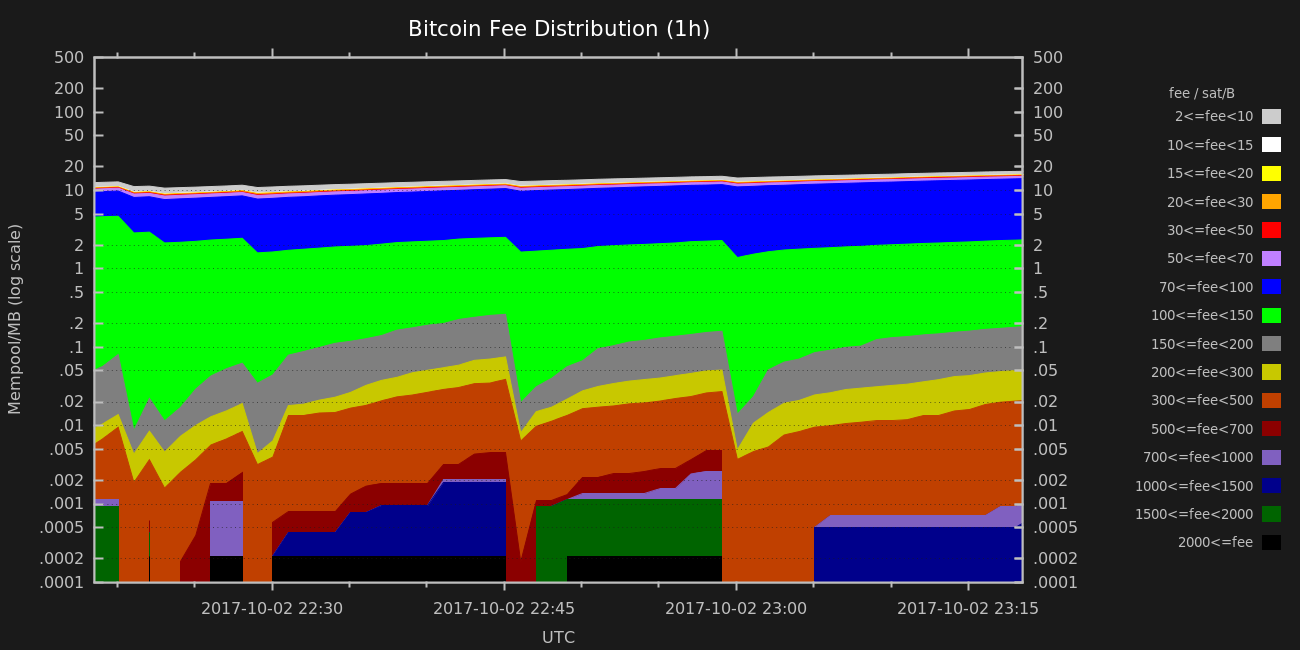 Bitcoin Fee Distribution (1h)
500
200
100
50
20
10
5
2
1
.5
.2
.1
.05
.02
.01
.005
.002
.001
.0005
.0002
.0001
Mempool/MB (log scale)
500
200
100
50
20
10
5
2
1
.5
.2
.1
.05
.02
.01
.005
.002
.001
.0005
.0002
.0001
2017-10-02 22:30
2017-10-02 22:45
2017-10-02 23:00
2017-10-02 23:15
UTC
fee / sat/B
2<=fee<10
10<=fee<15
15<=fee<20
20<=fee<30
30<=fee<50
50<=fee<70
70<=fee<100
100<=fee<150
150<=fee<200
200<=fee<300
300<=fee<500
500<=fee<700
700<=fee<1000
1000<=fee<1500
1500<=fee<2000
2000<=fee